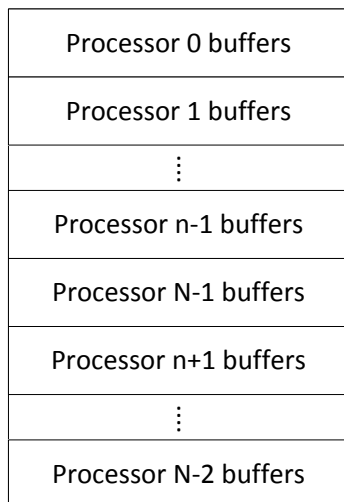 Processor 0 buffers
Processor 1 buffers
⋮
Processor n-1 buffers
Processor N-1 buffers
Processor n+1 buffers
⋮
Processor N-2 buffers